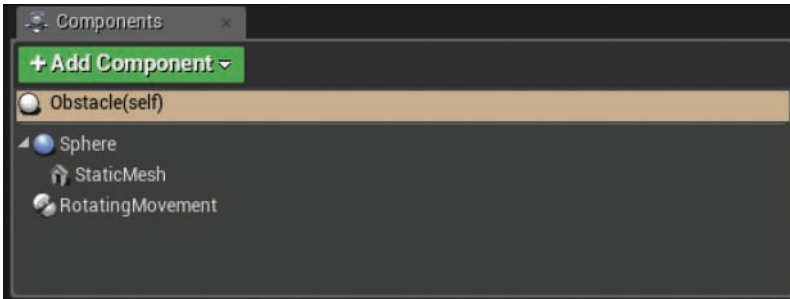 Components
+ Add Component
Obstacle(self)
Sphere
StaticMesh
RotatingMovement